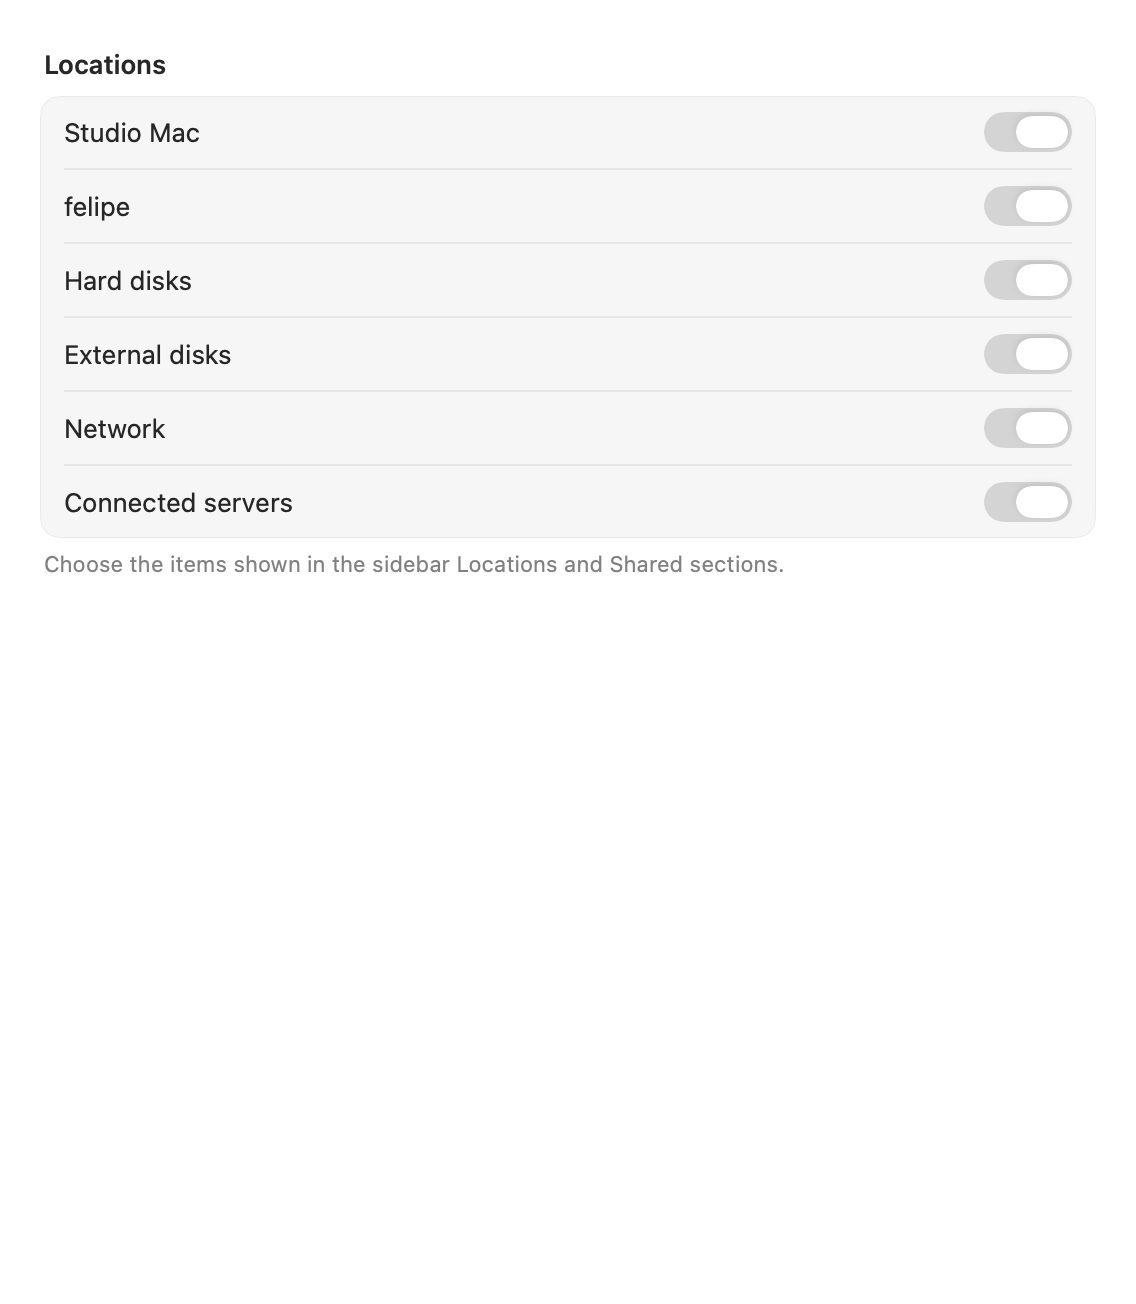 Locations
Studio Mac
felipe
Hard disks
External disks
Network
Connected servers
Choose the items shown in the sidebar Locations and Shared sections.